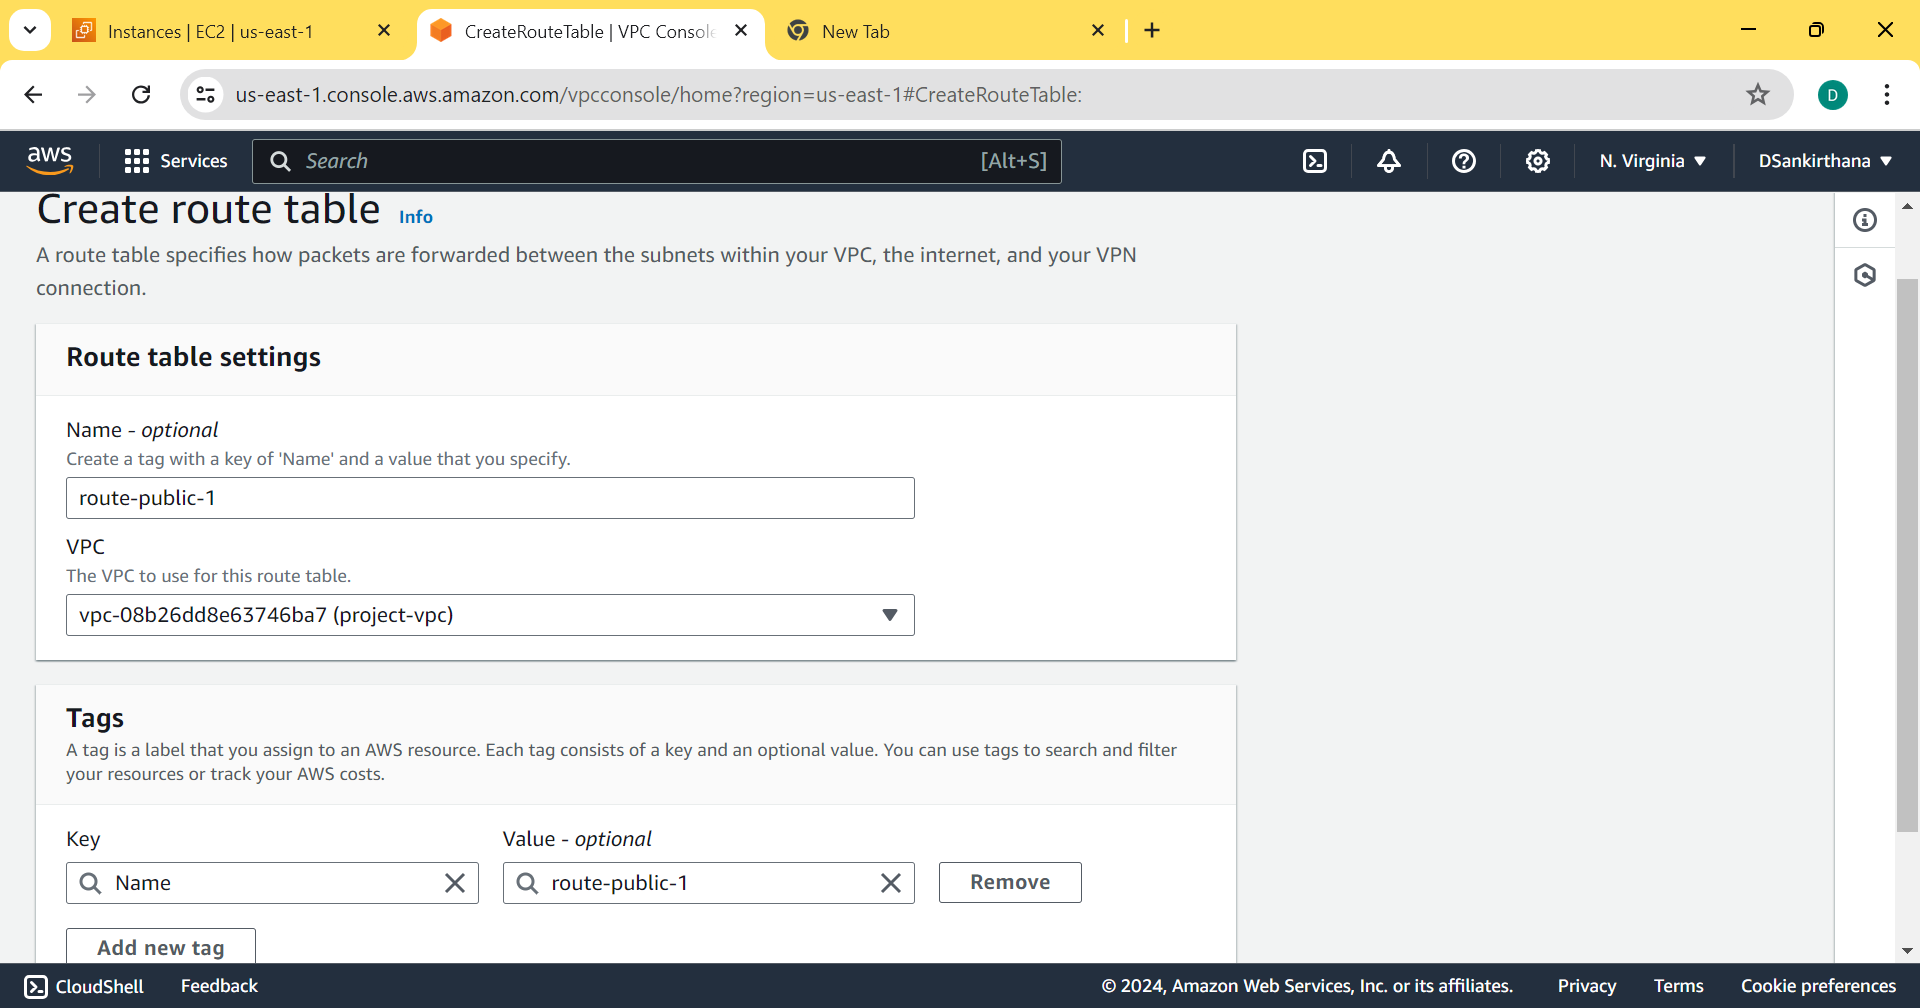 Instances | EC2 | us-east-1
CreateRouteTable | VPC Console
New Tab
us-east-1.console.aws.amazon.com/vpcconsole/home?region=us-east-1#CreateRouteTable:
D
aws
Services
Search
[Alt+S]
N. Virginia
DSankirthana
Create route table Info
A route table specifies how packets are forwarded between the subnets within your VPC, the internet, and your VPN
connection.
Route table settings
Name - optional
Create a tag with a key of 'Name' and a value that you specify.
route-public-1
VPC
The VPC to use for this route table.
vpc-08b26dd8e63746ba7 (project-vpc)
Tags
A tag is a label that you assign to an AWS resource. Each tag consists of a key and an optional value. You can use tags to search and filter
your resources or track your AWS costs.
Key
Value - optional
Name
route-public-1
Remove
Add new tag
CloudShell
Feedback
© 2024, Amazon Web Services, Inc. or its affiliates.
Privacy
Terms
Cookie preferences